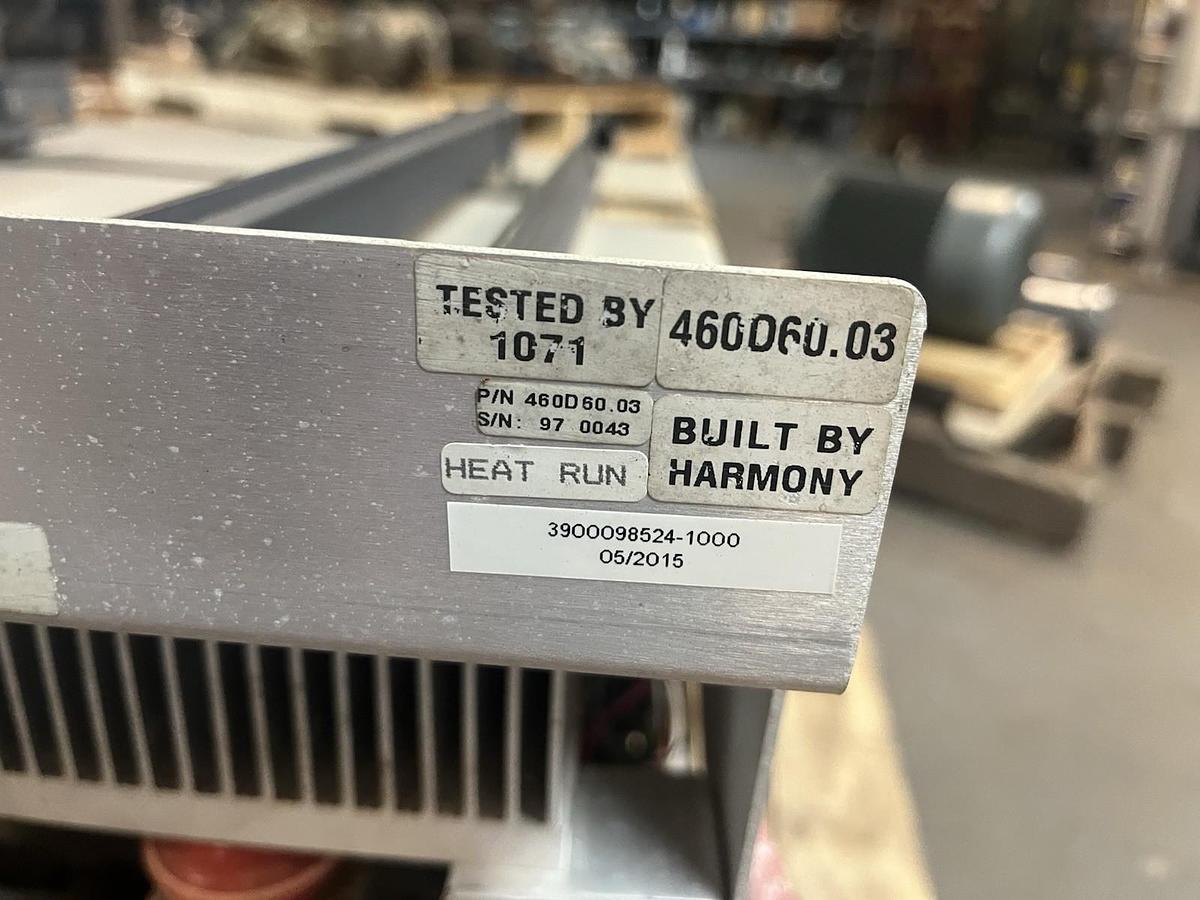 TESTED BY
1071
460D60.03
P/N 460D60.03
S/N: 97 0043
BUILT BY
HARMONY
HEAT RUN
3900098524-1000
05/2015